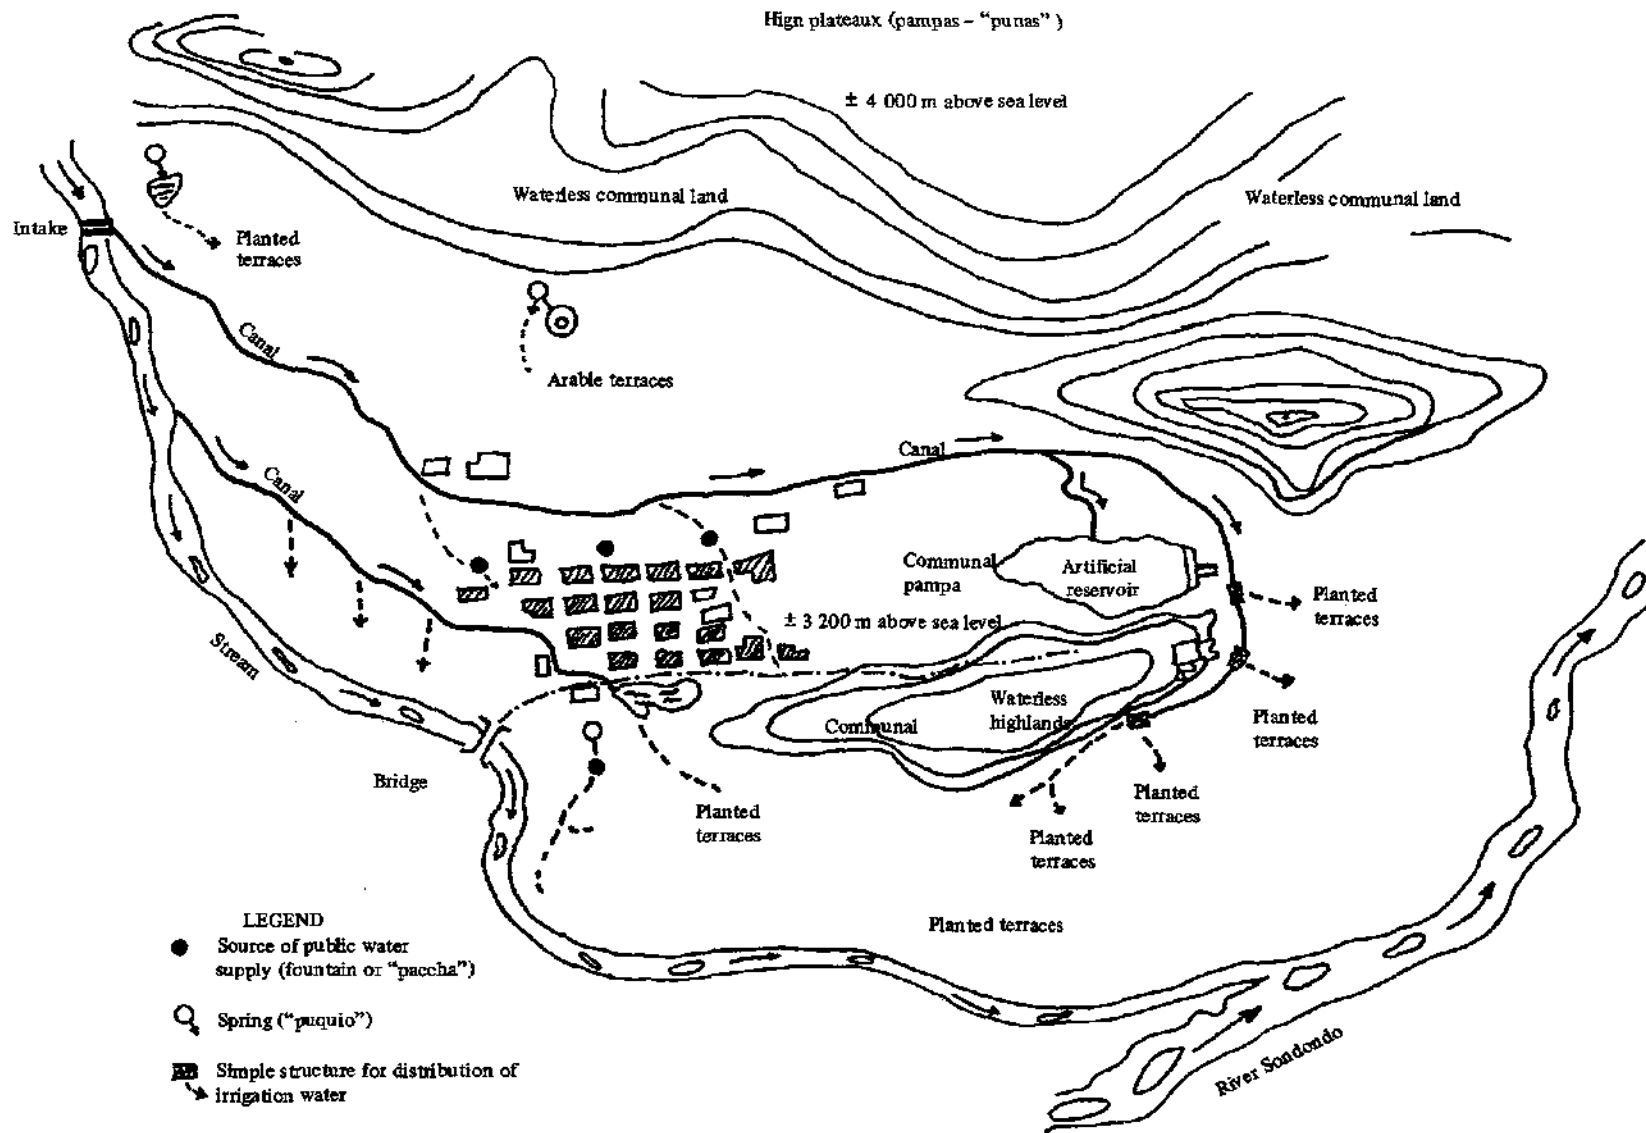 Hign plateaux (pampas – “punas”)
± 4 000 m above sea level
Waterless communal land
Waterless communal land
Intake
Planted
terraces
Canal
Arable terraces
Canal
Canal
Communal
pampa
Artificial
reservoir
Planted
terraces
± 3 200 m above sea level
Stream
Waterless
highlands
Communal
Planted
terraces
Bridge
Planted
terraces
Planted
terraces
Planted
terraces
Planted terraces
LEGEND
Source of public water
supply (fountain or “paccha”)
Spring (“puquio”)
Simple structure for distribution of
irrigation water
River Sondondo